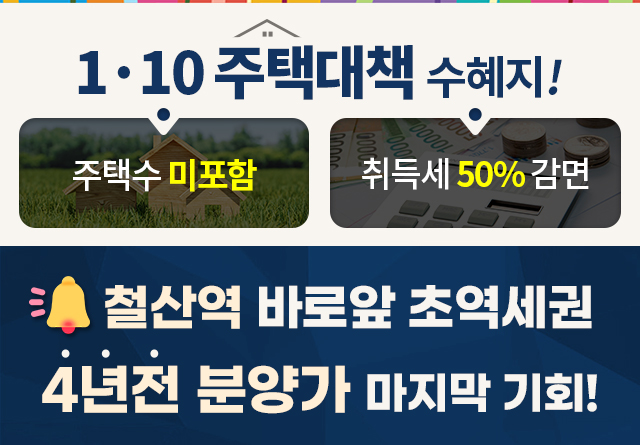 1·10 주택대책 수혜지!
주택수 미포함
취득세 50% 감면
철산역 바로앞 초역세권
4년전 분양가 마지막 기회!